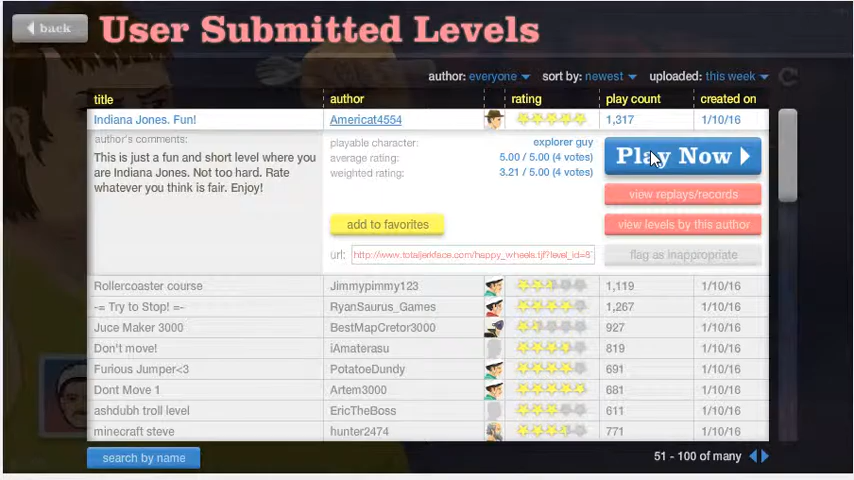 back
User Submitted Levels
author: everyone sort by: newest uploaded: this week
title author rating play count created on
Indiana Jones. Fun! Americat4554 1,317 1/10/16
author's comments:
This is just a fun and short level where you
are Indiana Jones. Not too hard. Rate
whatever you think is fair. Enjoy!
playable character: explorer guy
average rating: 5.00 / 5.00 (4 votes)
weighted rating: 3.21 / 5.00 (4 votes)
add to favorites
url: http://www.totaljerkface.com/happy_wheels.tjf?level_id=8
Play Now
view replays/records
view levels by this author
flag as inappropriate
Rollercoaster course Jimmypimmy123 1,119 1/10/16
-= Try to Stop! =- RyanSaurus_Games 1,267 1/10/16
Juce Maker 3000 BestMapCretor3000 927 1/10/16
Don't move! iAmaterasu 819 1/10/16
Furious Jumper<3 PotatoeDundy 691 1/10/16
Dont Move 1 Artem3000 681 1/10/16
ashdubh troll level EricTheBoss 611 1/10/16
minecraft steve hunter2474 771 1/10/16
search by name 51 - 100 of many